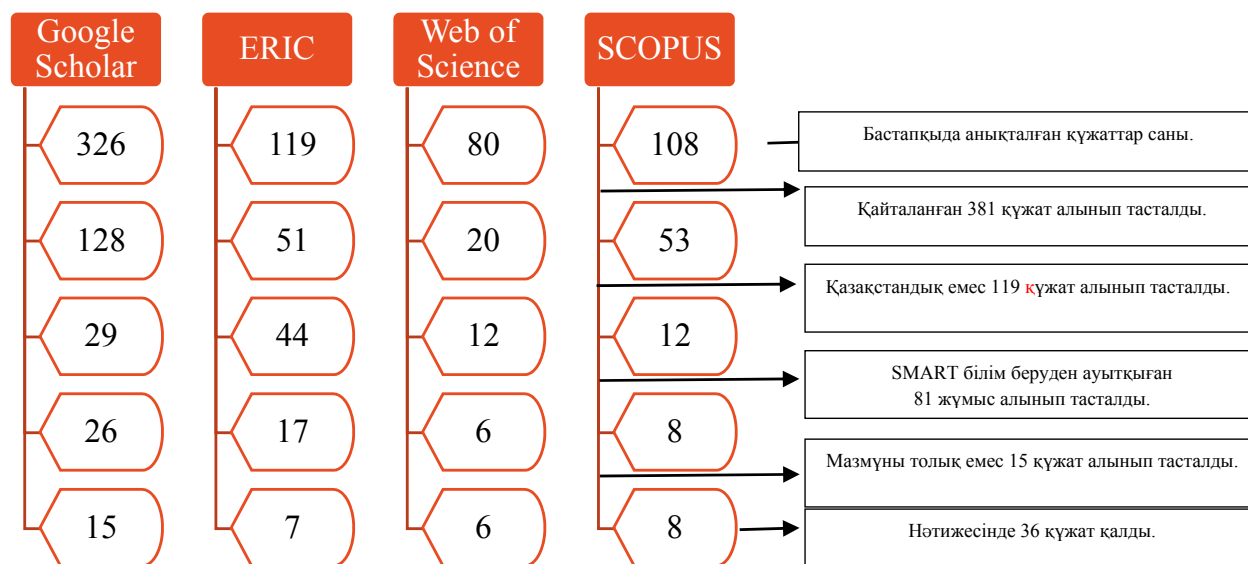 Google
Scholar
ERIC
Web of
Science
SCOPUS
326
119
80
108
Бастапқыда анықталған құжаттар саны.
Қайталанған 381 құжат алынып тасталды.
128
51
20
53
Қазақстандық емес 119 құжат алынып тасталды.
29
44
12
12
SMART білім беруден ауытқыған
81 жұмыс алынып тасталды.
26
17
6
8
Мазмұны толық емес 15 құжат алынып тасталды.
15
7
6
8
Нәтижесінде 36 құжат қалды.